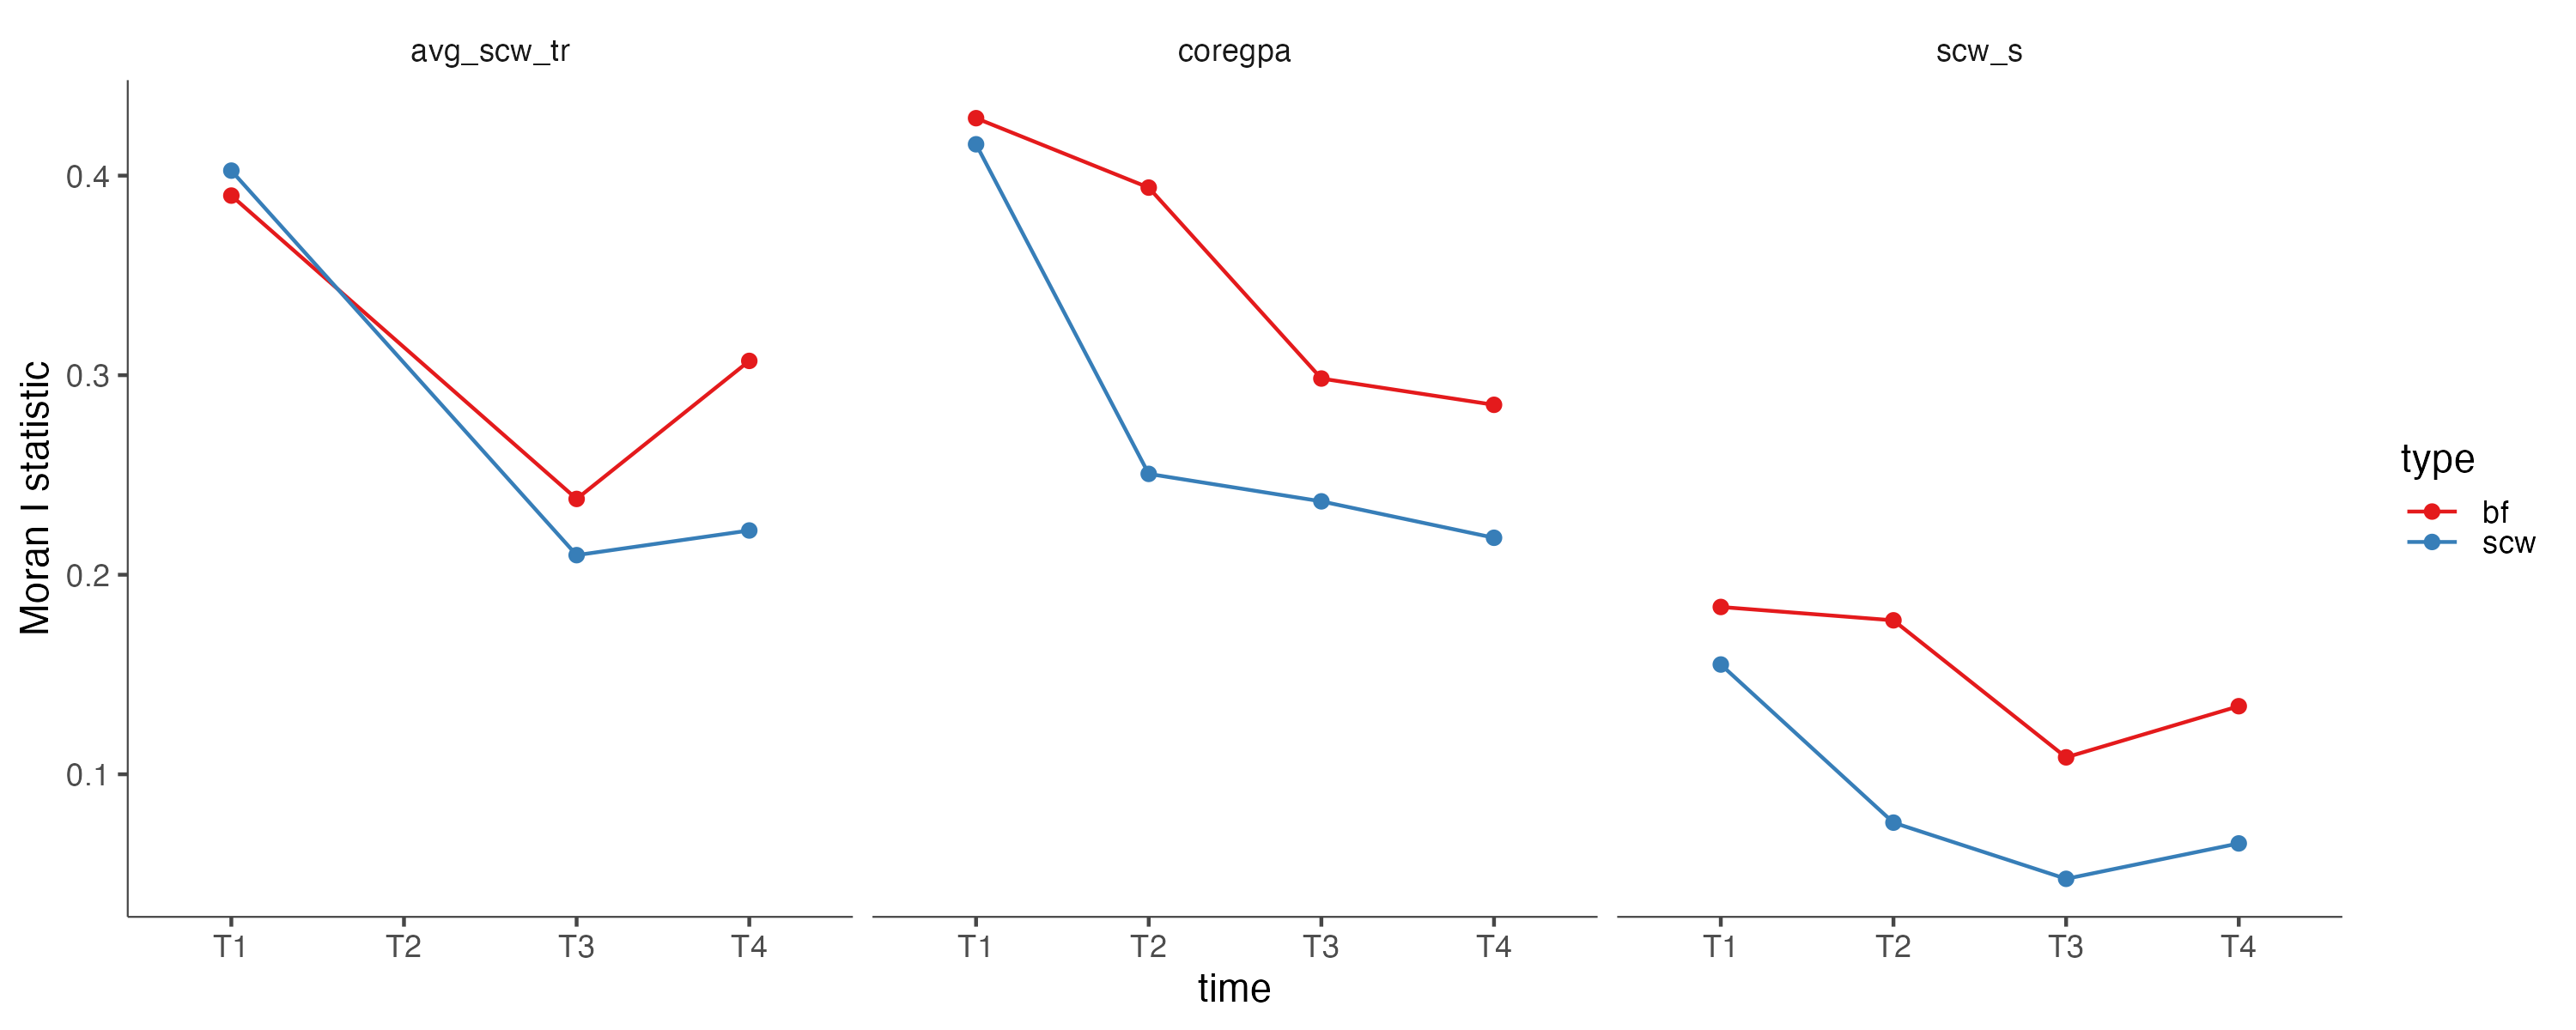 avg_scw_tr
coregpa
scw_s
Moran I statistic
0.4
0.3
0.2
0.1
T1 T2 T3 T4
T1 T2 T3 T4
T1 T2 T3 T4
time
type
bf
scw